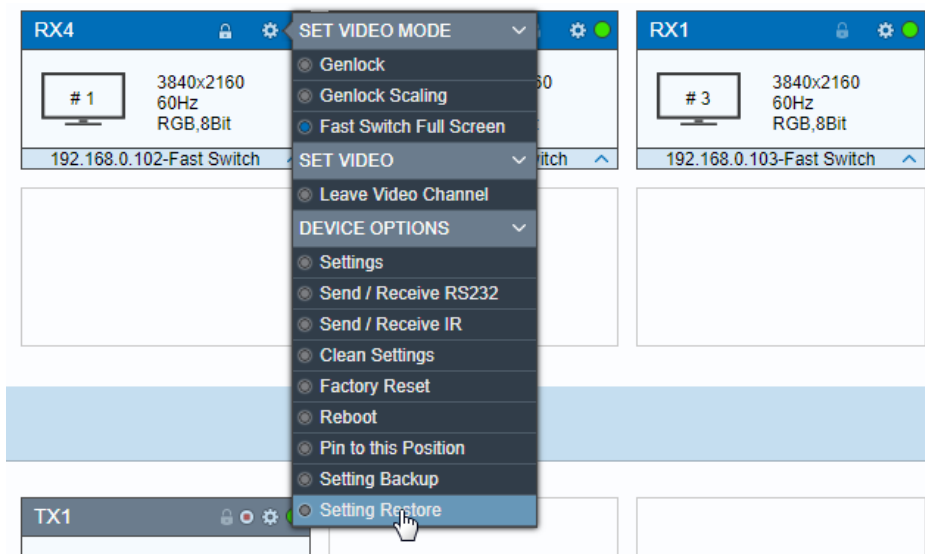 RX4
# 1
3840x2160
60Hz
RGB,8Bit
192.168.0.102-Fast Switch
SET VIDEO MODE
Genlock
Genlock Scaling
Fast Switch Full Screen
SET VIDEO
Leave Video Channel
DEVICE OPTIONS
Settings
Send / Receive RS232
Send / Receive IR
Clean Settings
Factory Reset
Reboot
Pin to this Position
Setting Backup
Setting Restore
RX1
# 3
3840x2160
60Hz
RGB,8Bit
192.168.0.103-Fast Switch
TX1